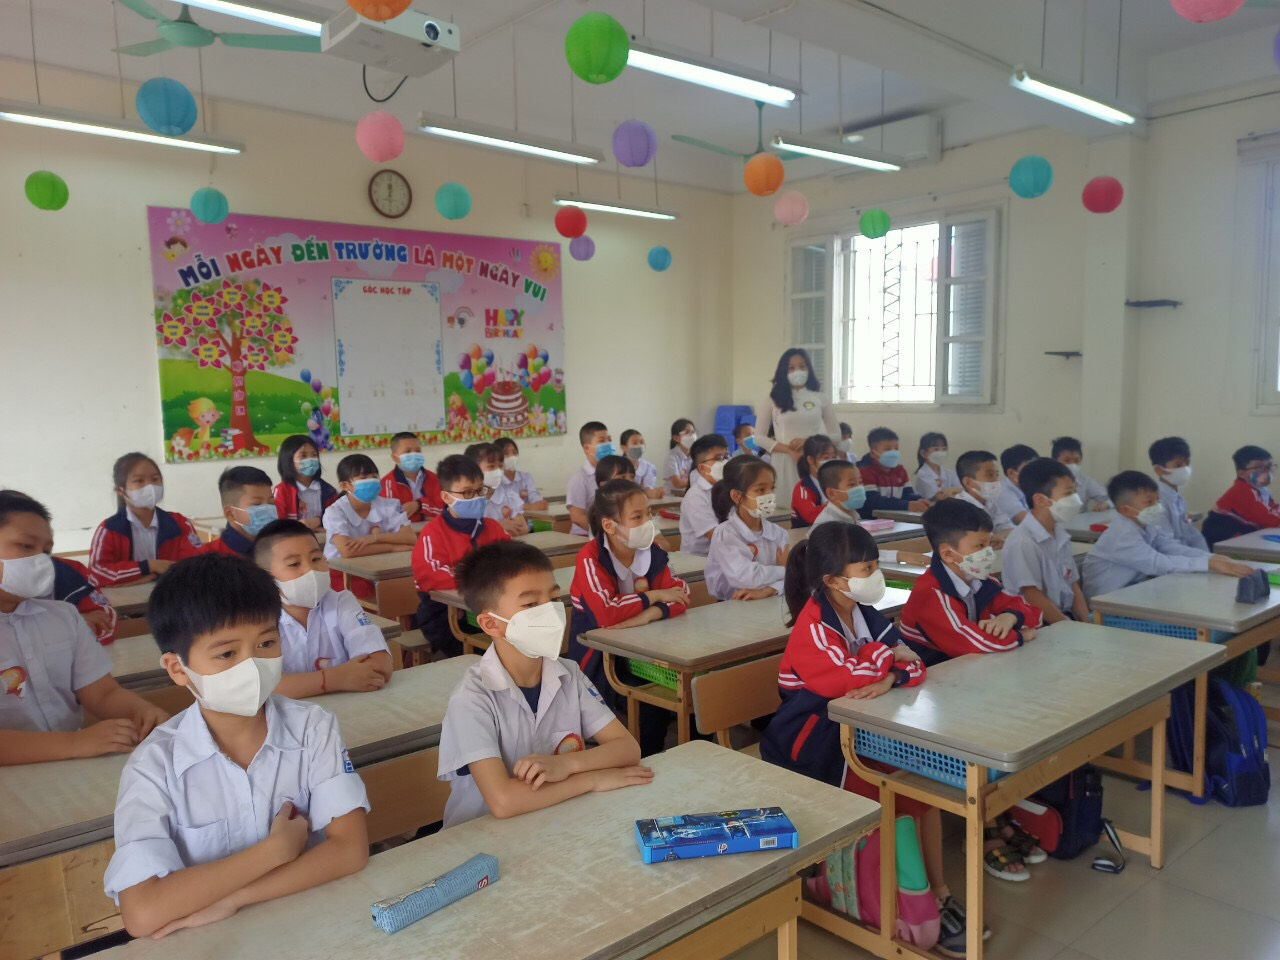 MỖI NGÀY ĐẾN TRƯỜNG LÀ MỘT NGÀY VUI
GÓC HỌC TẬP
HAPPY
BIRTHDAY